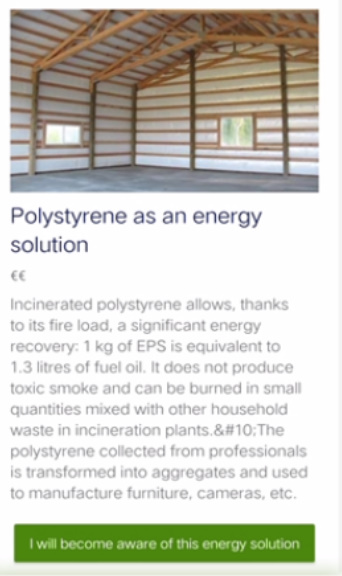 Polystyrene as an energy
solution
€€
Incinerated polystyrene allows, thanks
to its fire load, a significant energy
recovery: 1 kg of EPS is equivalent to
1.3 litres of fuel oil. It does not produce
toxic smoke and can be burned in small
quantities mixed with other household
waste in incineration plants.&#10;The
polystyrene collected from professionals
is transformed into aggregates and used
to manufacture furniture, cameras, etc.
I will become aware of this energy solution